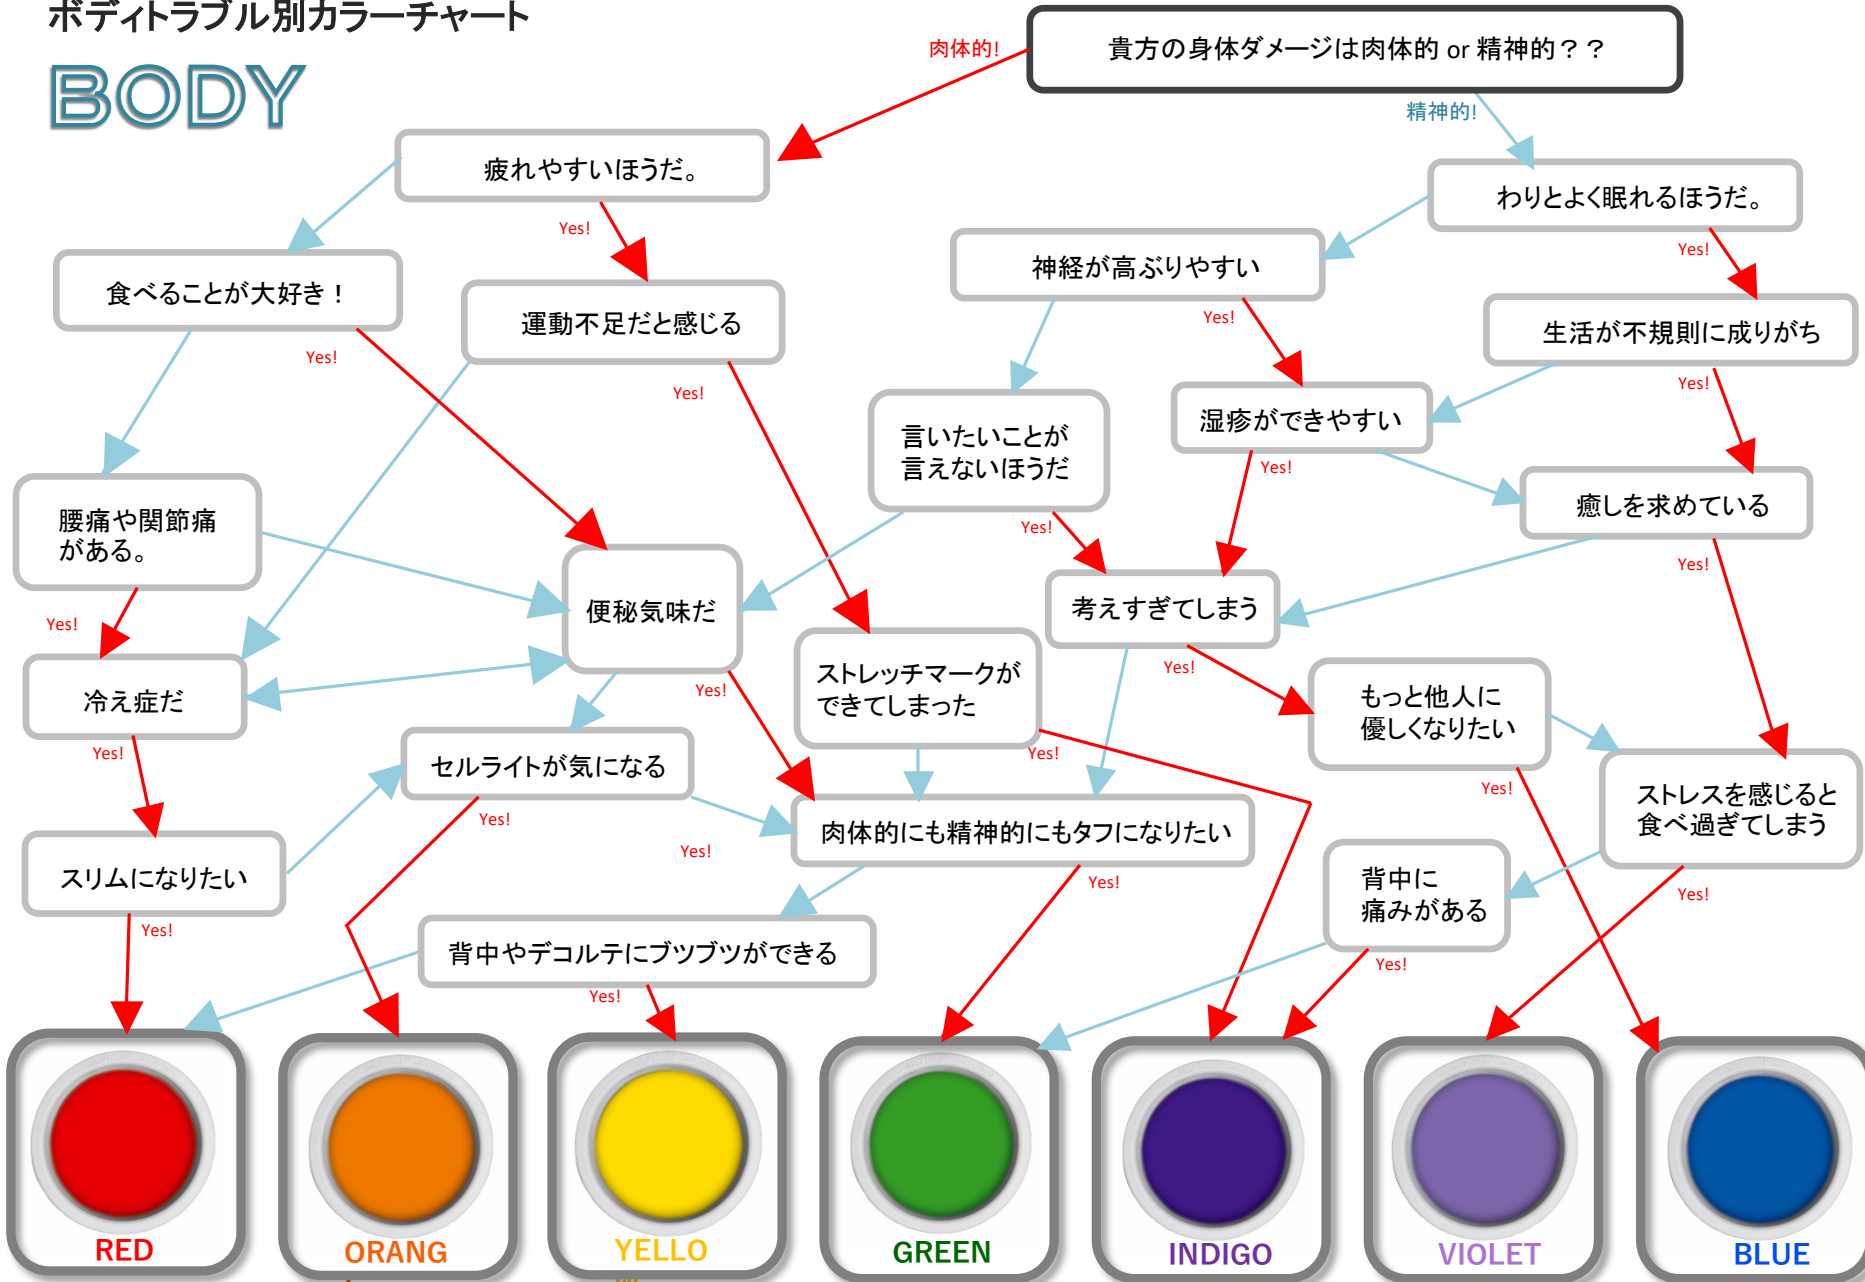 ボディトラブル別カラーチャート
BODY
貴方の身体ダメージは肉体的 or 精神的？？
肉体的!
精神的!
疲れやすいほうだ。
わりとよく眠れるほうだ。
Yes!
Yes!
神経が高ぶりやすい
食べることが大好き！
運動不足だと感じる
Yes!
生活が不規則に成りがち
Yes!
Yes!
Yes!
言いたいことが
言えないほうだ
湿疹ができやすい
Yes!
腰痛や関節痛
がある。
癒しを求めている
Yes!
Yes!
便秘気味だ
考えすぎてしまう
Yes!
Yes!
Yes!
冷え症だ
ストレッチマークが
できてしまった
もっと他人に
優しくなりたい
Yes!
Yes!
セルライトが気になる
Yes!
ストレスを感じると
食べ過ぎてしまう
Yes!
Yes!
肉体的にも精神的にもタフになりたい
Yes!
スリムになりたい
Yes!
背中に
痛みがある
Yes!
Yes!
背中やデコルテにブツブツができる
Yes!
Yes!
RED
ORANG
YELLO
GREEN
INDIGO
VIOLET
BLUE